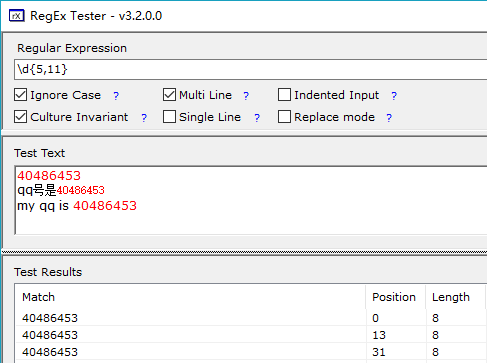 RegEx Tester - v3.2.0.0
Regular Expression
\d{5,11}
Ignore Case ? Multi Line ? Indented Input ?
Culture Invariant ? Single Line ? Replace mode ?
Test Text
40486453
qq号是40486453
my qq is 40486453
Test Results
Match Position Length
40486453 0 8
40486453 13 8
40486453 31 8